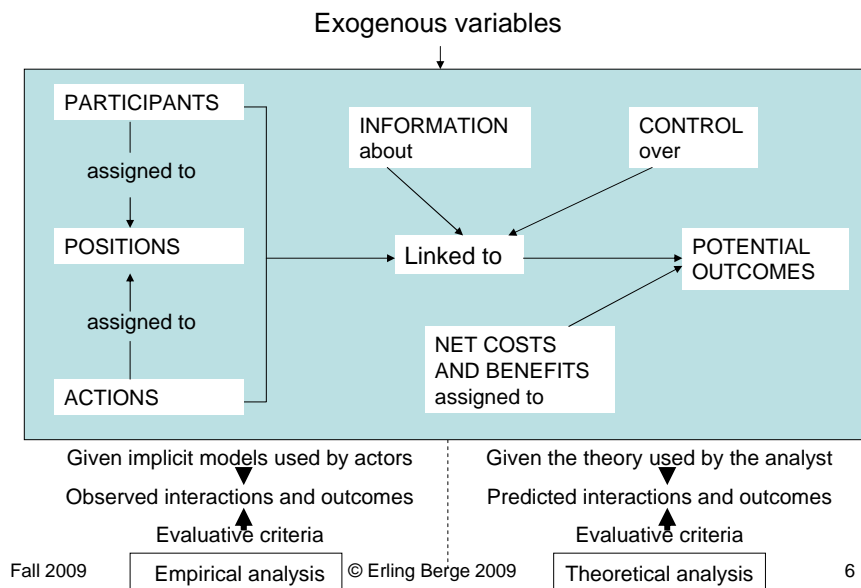 Exogenous variables
PARTICIPANTS
assigned to
POSITIONS
assigned to
ACTIONS
INFORMATION
about
CONTROL
over
Linked to
POTENTIAL
OUTCOMES
NET COSTS
AND BENEFITS
assigned to
Given implicit models used by actors
Observed interactions and outcomes
Evaluative criteria
Empirical analysis
Given the theory used by the analyst
Predicted interactions and outcomes
Evaluative criteria
Theoretical analysis
Fall 2009
© Erling Berge 2009
6